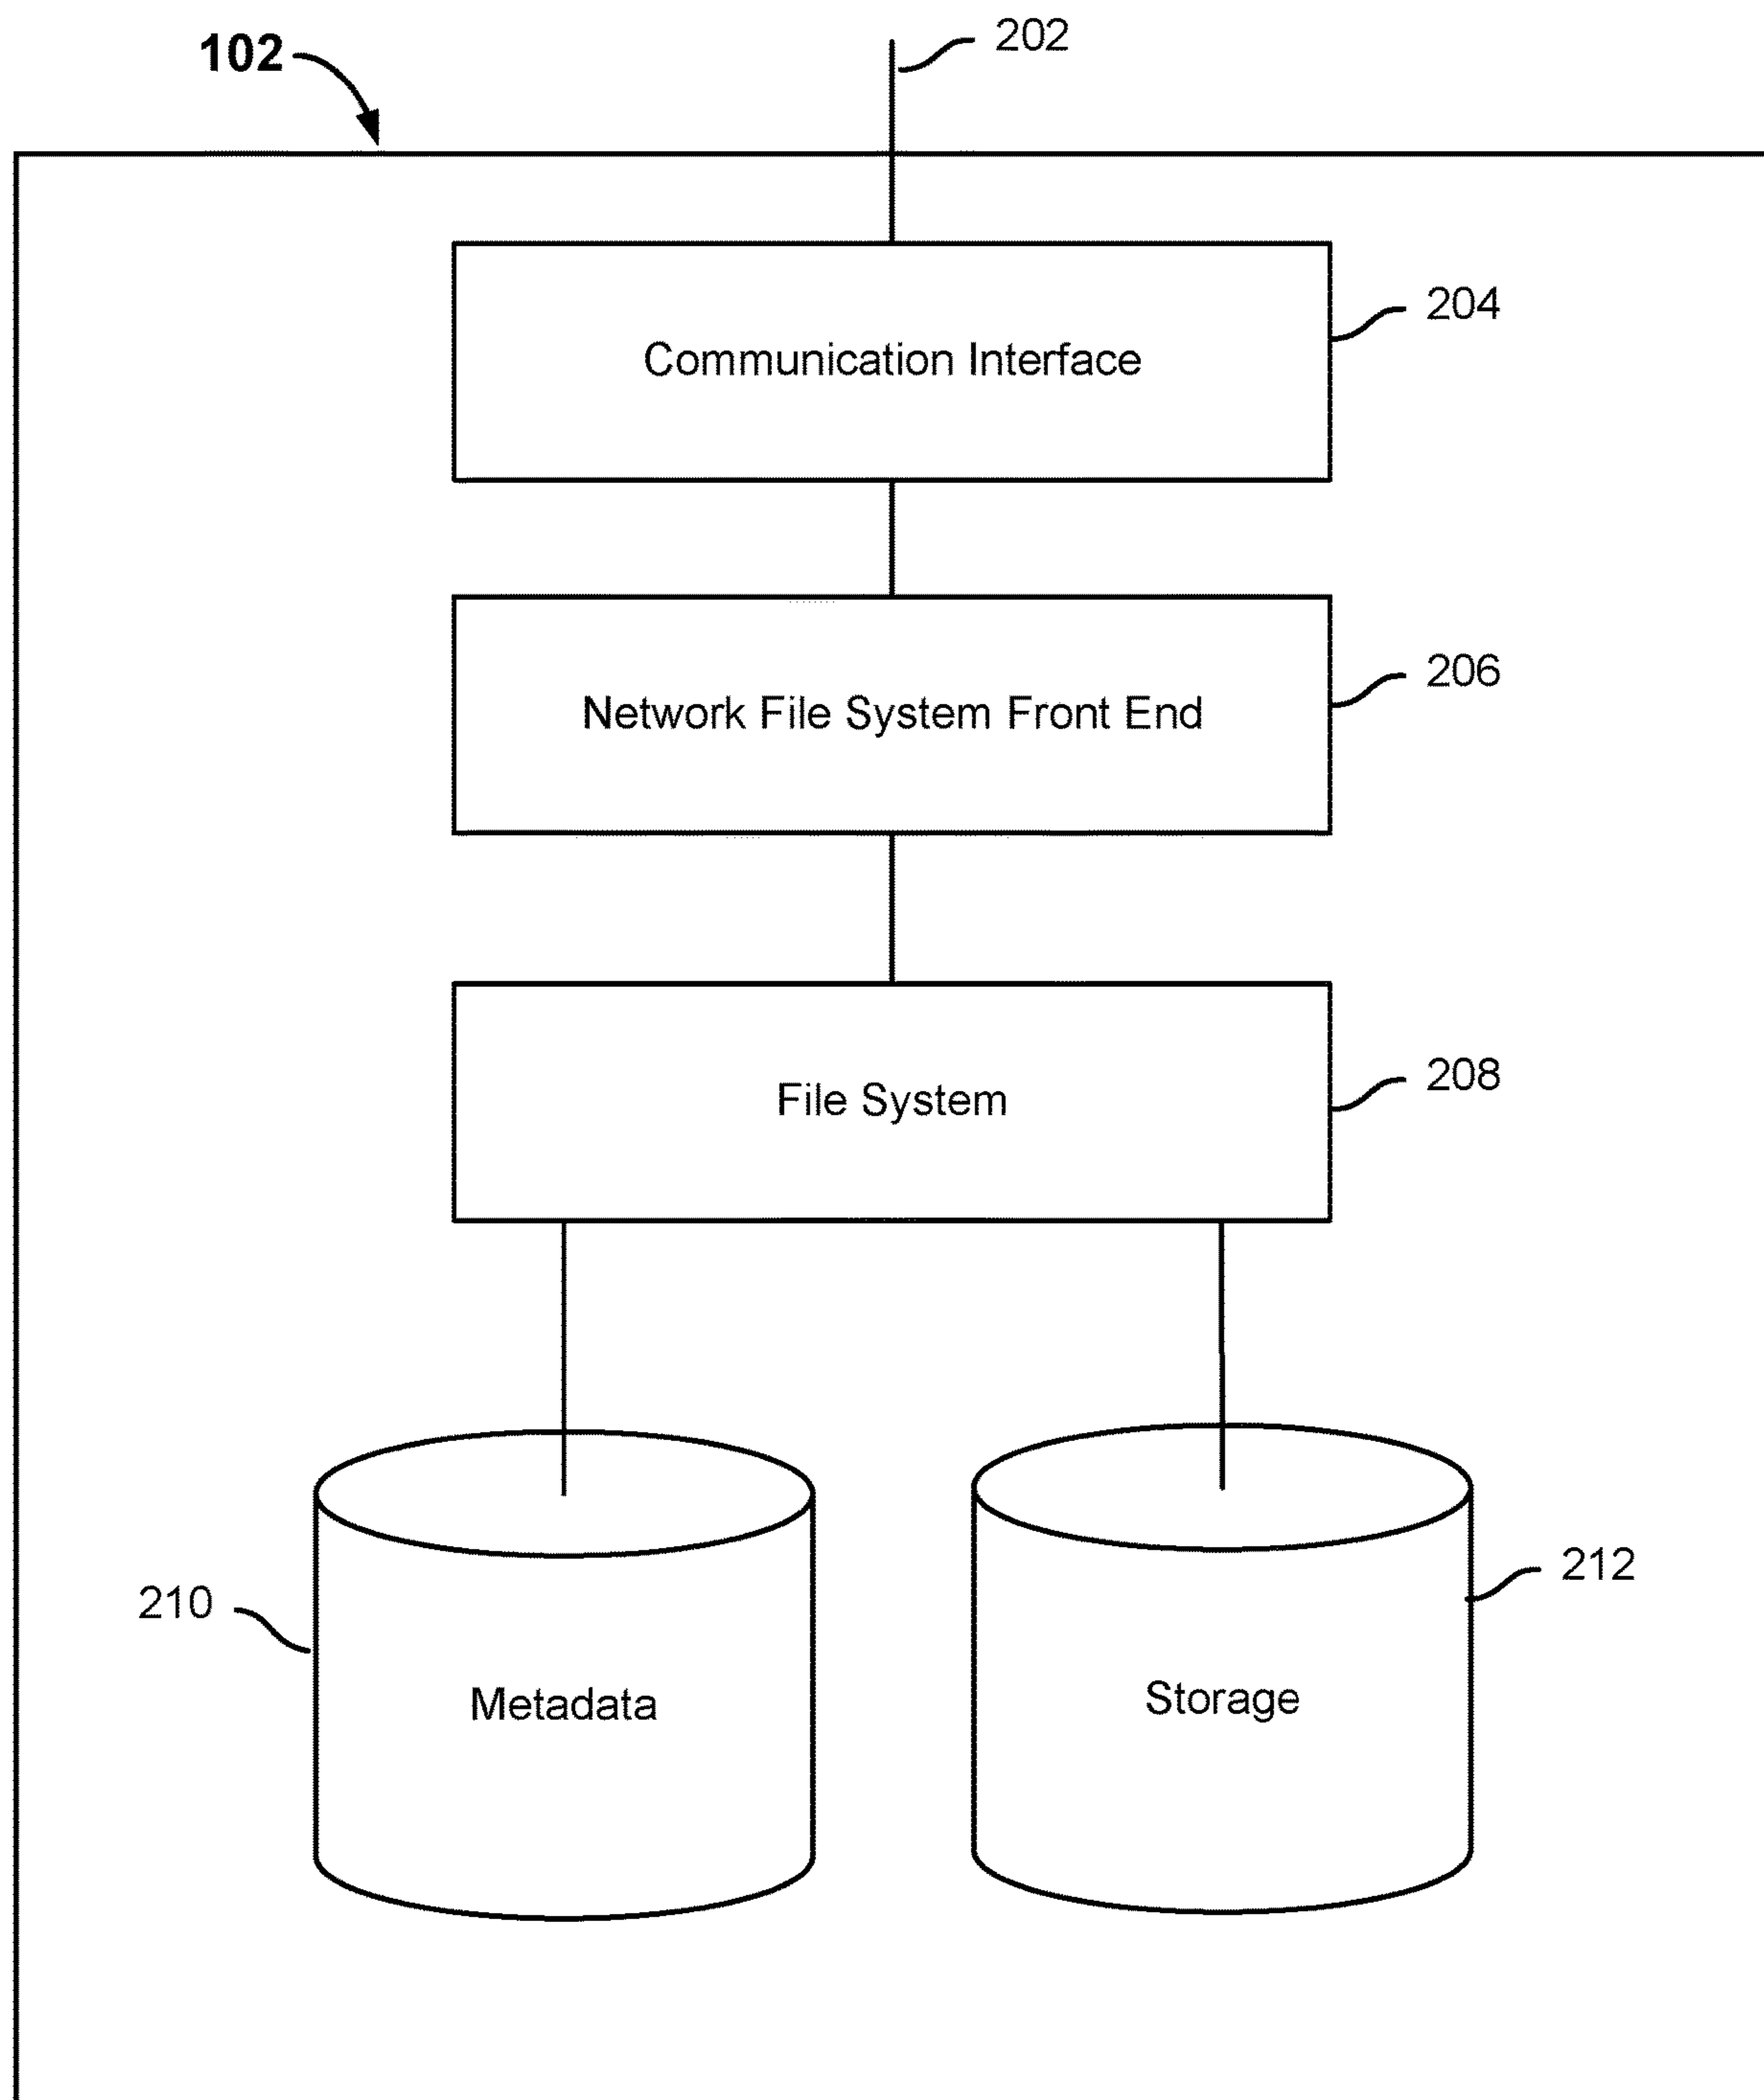 102
202
204
Communication Interface
206
Network File System Front End
208
File System
210
212
Metadata
Storage